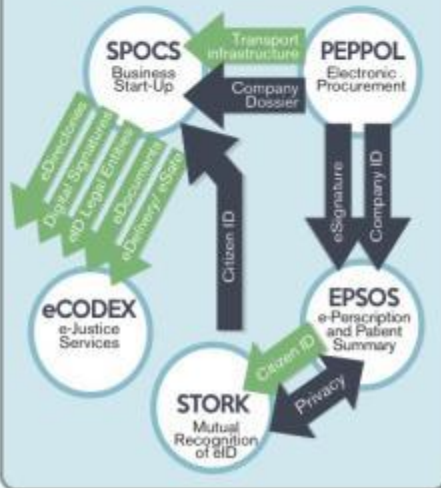 SPOCS
Business
Start-Up
Transport
infrastructure
Company
Dossier
PEPPOL
Electronic
Procurement
eDirectories
Digital Signatures
eID Legal Entities
eDocuments
eDelivery/ eSafe
Citizen ID
eSignature
Company ID
eCODEX
e-Justice
Services
EPSOS
e-Perscription
and Patient
Summary
Citizen ID
Privacy
STORK
Mutual
Recognition
of eID